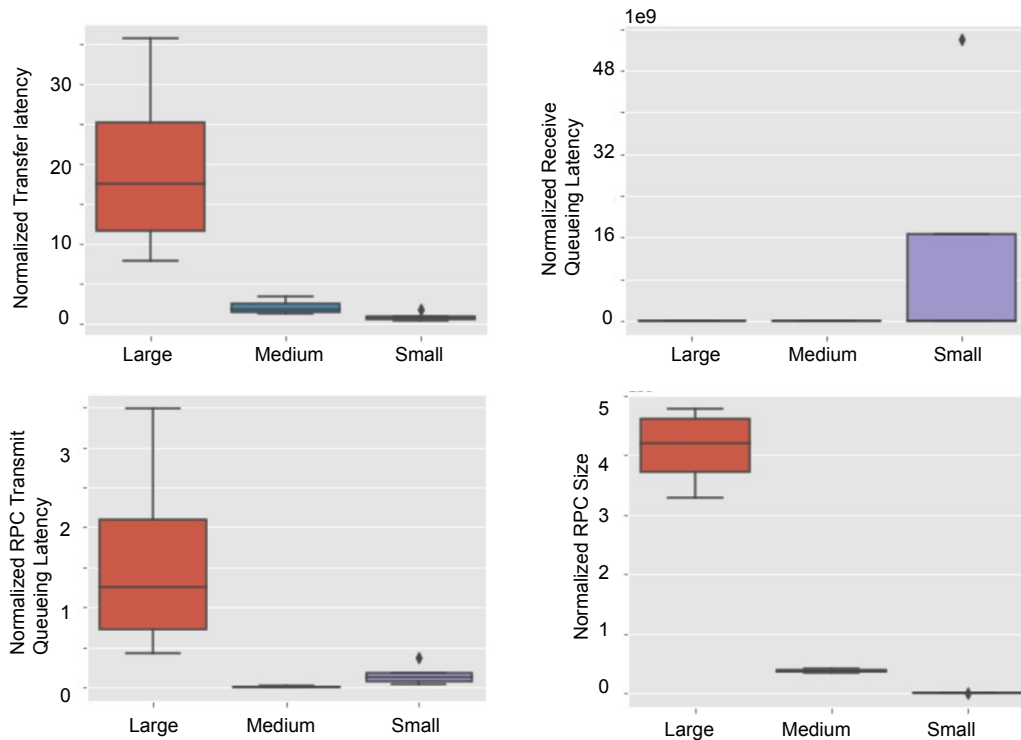 Normalized Transfer latency
30
20
10
0
Large
Medium
Small
1e9
Normalized Receive
Queueing Latency
48
32
16
0
Large
Medium
Small
Normalized RPC Transmit
Queueing Latency
3
2
1
0
Large
Medium
Small
Normalized RPC Size
5
4
3
2
1
0
Large
Medium
Small